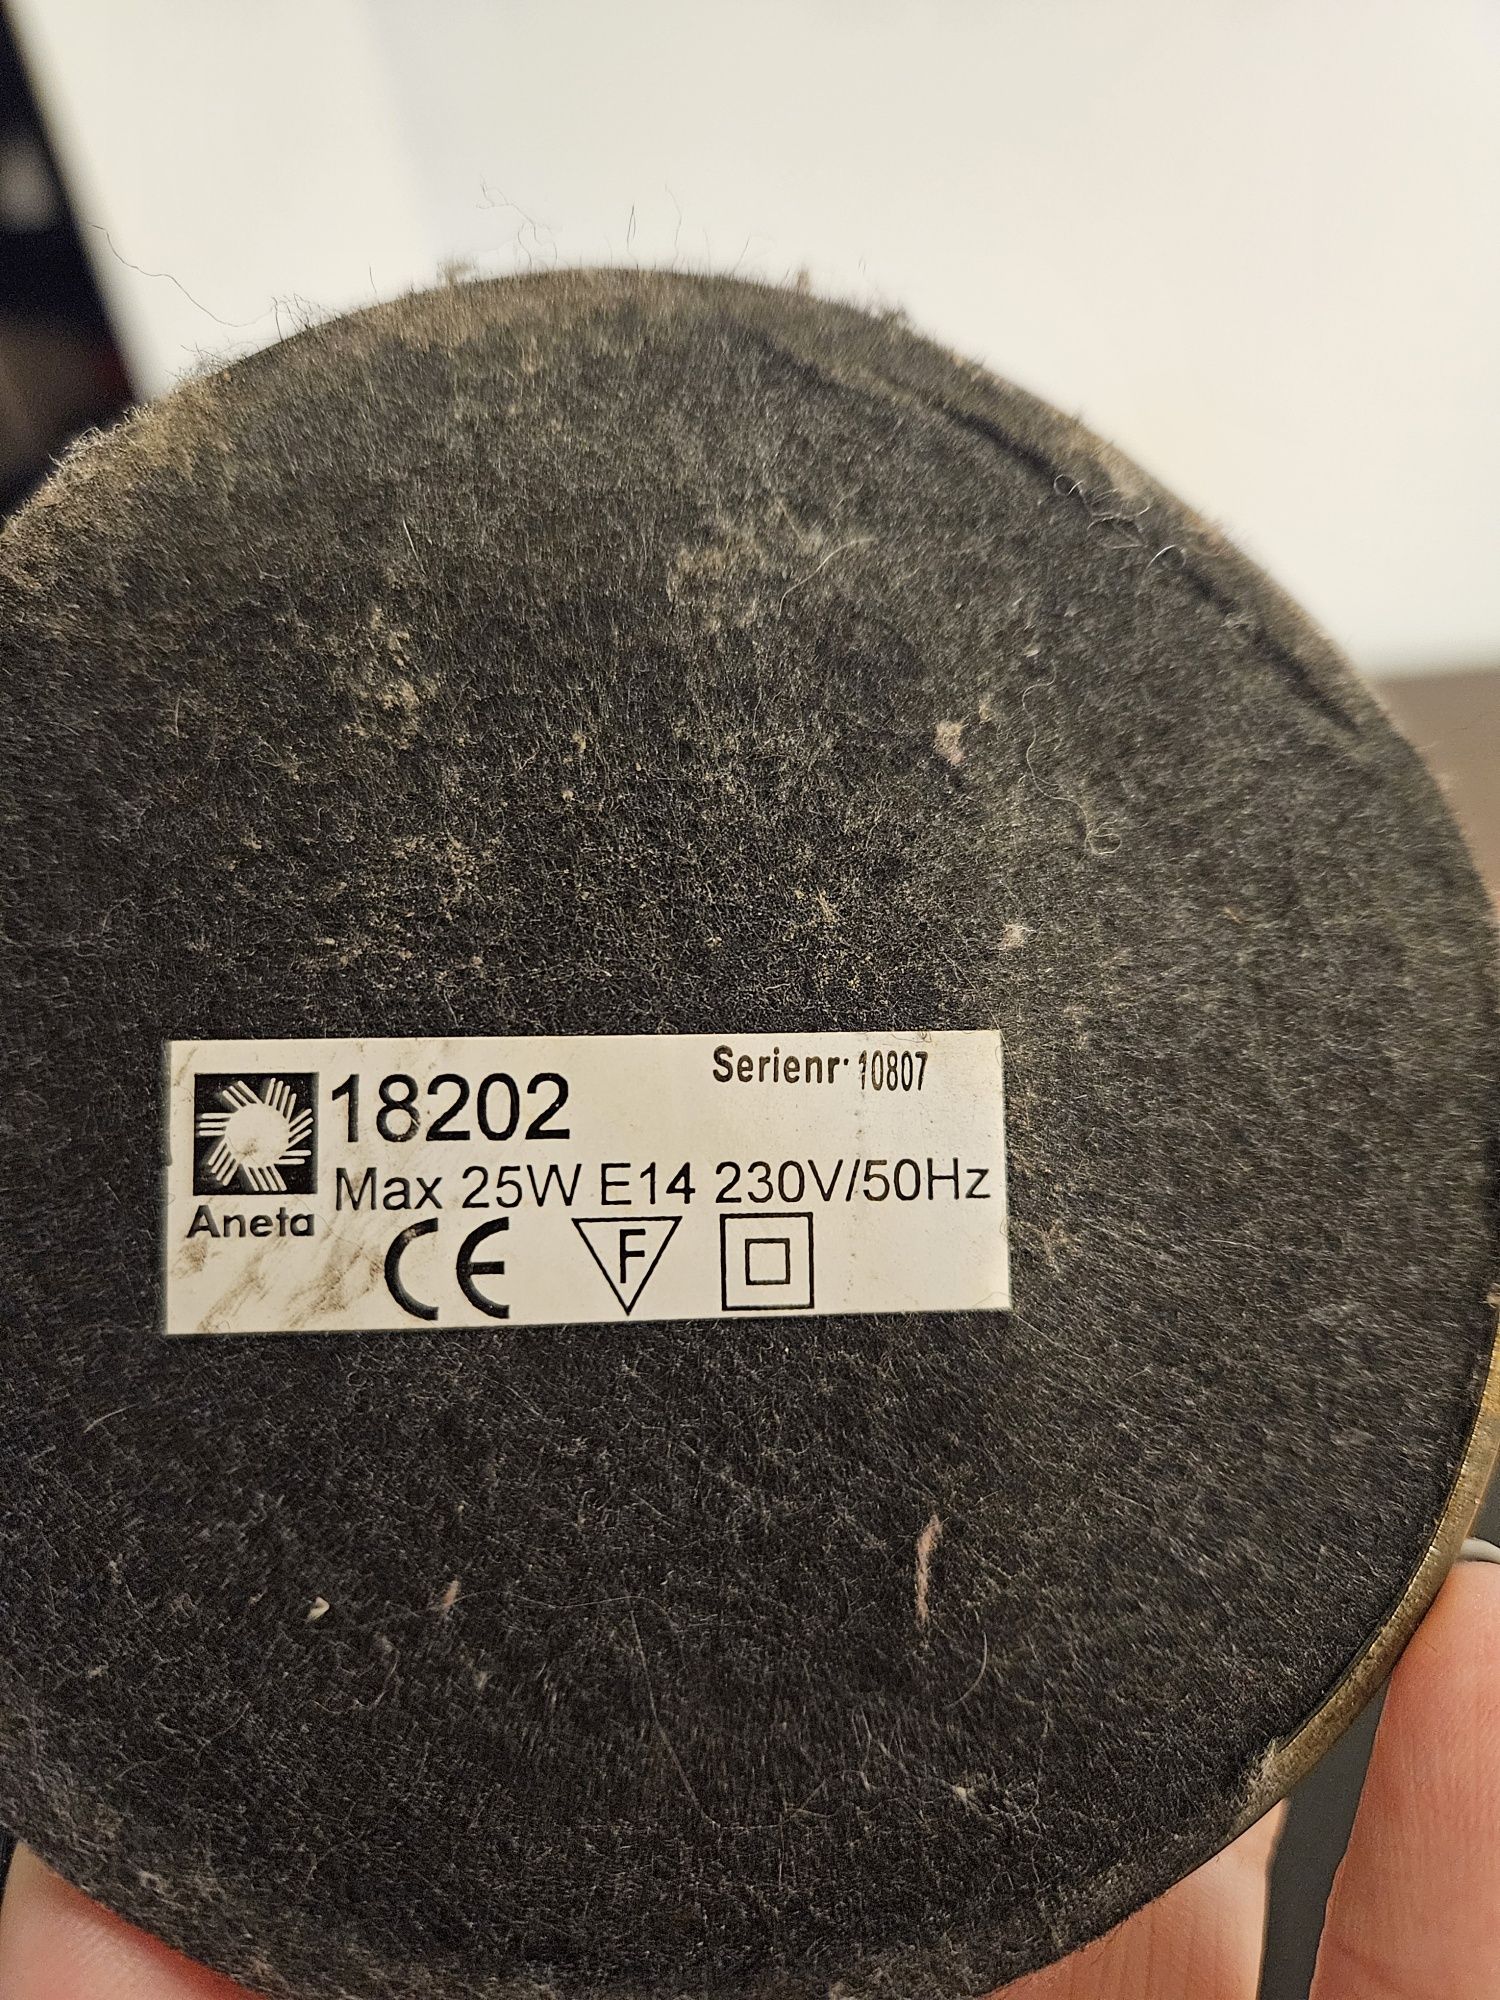 Serienr· 10807
18202
Max 25W E14 230V/50Hz
Aneta
CE F